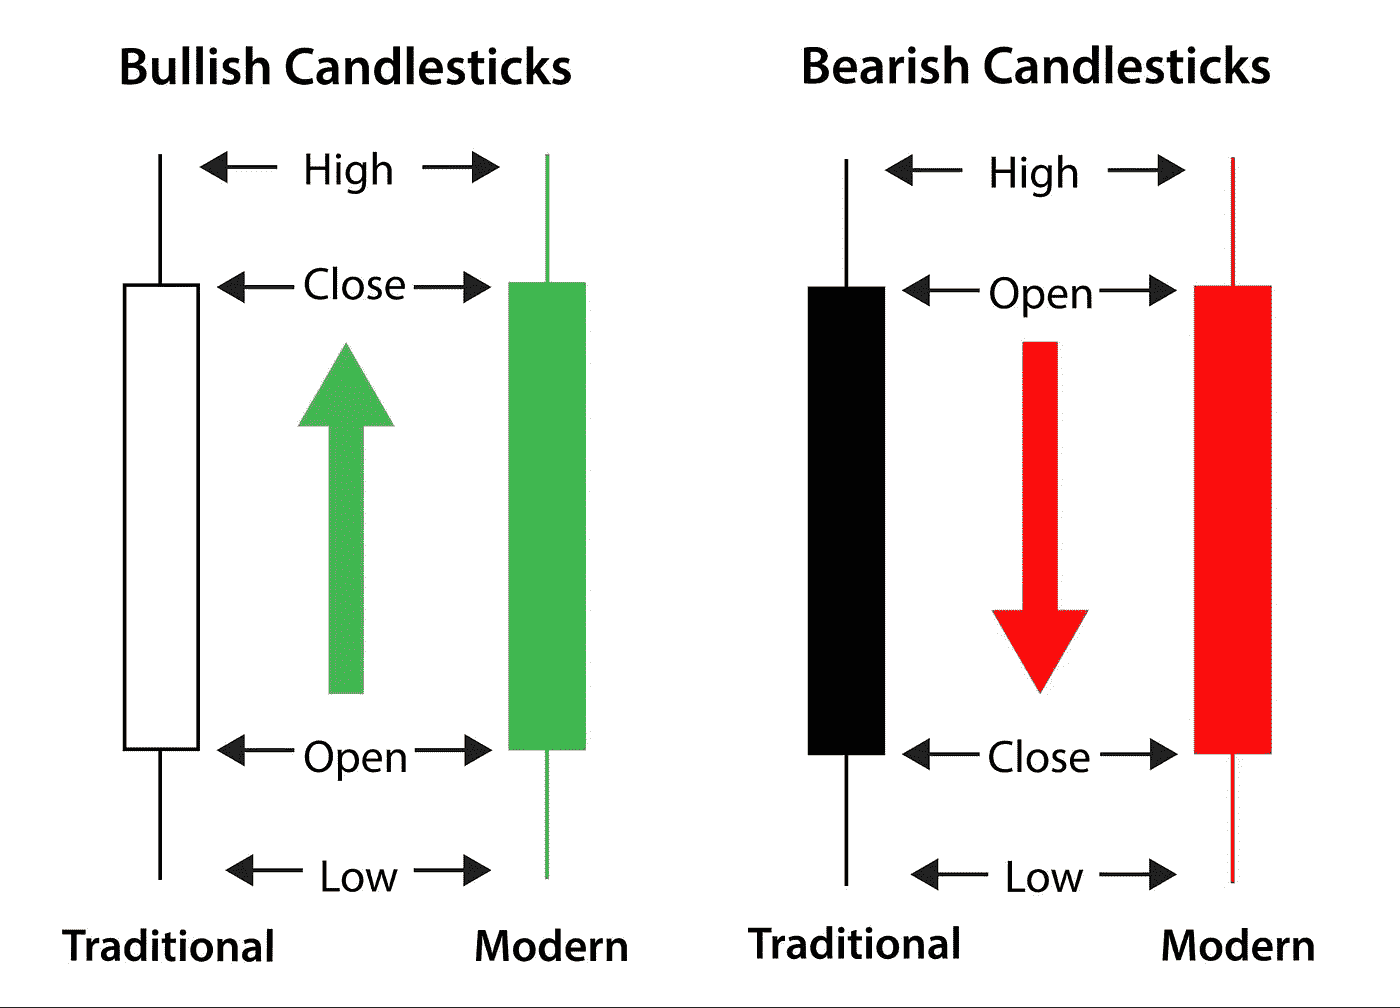 Bullish Candlesticks
High
Close
Open
Low
Traditional
Modern
Bearish Candlesticks
High
Open
Close
Low
Traditional
Modern